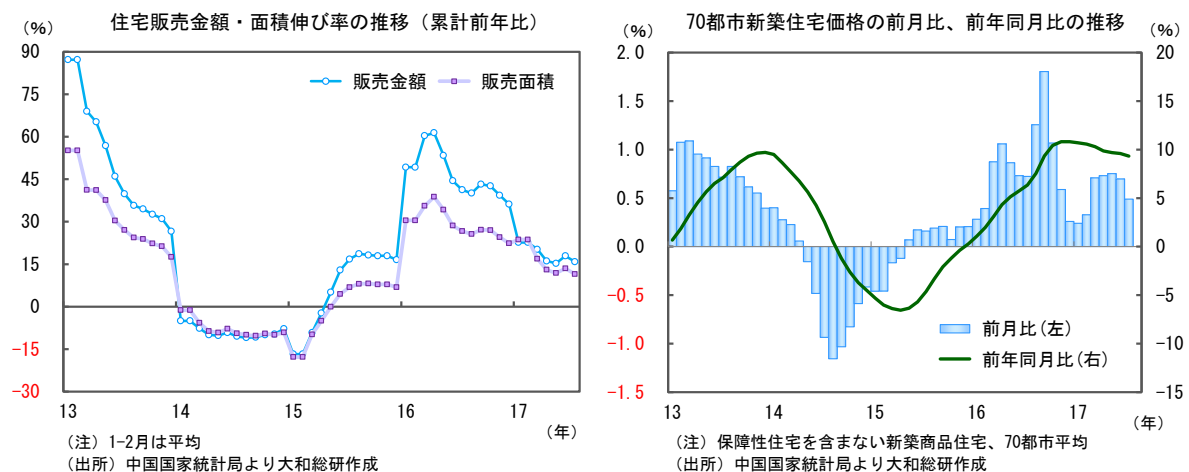 住宅販売金額・面積伸び率の推移（累計前年比）
(%)
90
75
60
45
30
15
0
-15
-30
販売金額
販売面積
13 14 15 16 17
(年)
（注）1-2月は平均
（出所）中国国家統計局より大和総研作成
70都市新築住宅価格の前月比、前年同月比の推移
(%)
(%)
2.0
1.5
1.0
0.5
0.0
-0.5
-1.0
-1.5
20
15
10
5
0
-5
-10
-15
前月比(左)
前年同月比(右)
13 14 15 16 17
(年)
（注）保障性住宅を含まない新築商品住宅、70都市平均
（出所）中国国家統計局より大和総研作成